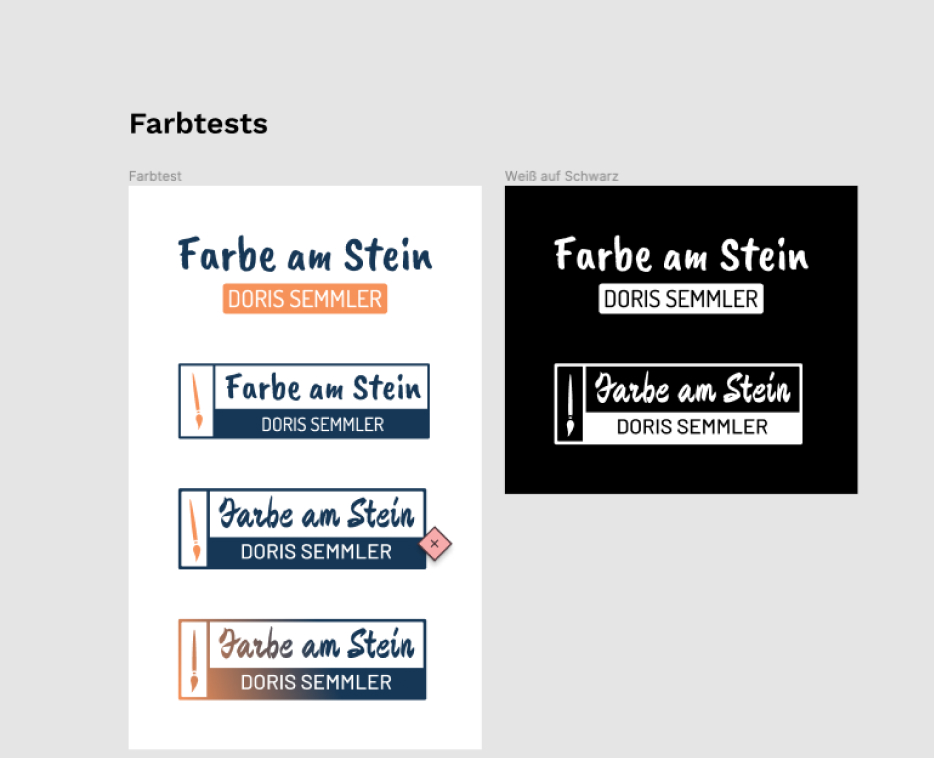 Farbtests
Farbtest
Farbe am Stein
DORIS SEMMLER
Farbe am Stein
DORIS SEMMLER
Farbe am Stein
DORIS SEMMLER
Farbe am Stein
DORIS SEMMLER
Weiß auf Schwarz
Farbe am Stein
DORIS SEMMLER
Farbe am Stein
DORIS SEMMLER